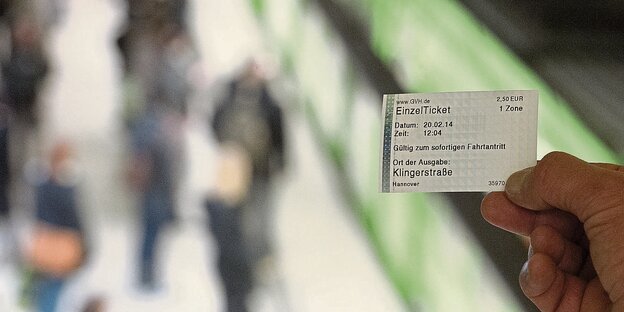 www.GVH.de 2,50 EUR
EinzelTicket 1 Zone
Datum: 20.02.14
Zeit: 12:04
Gültig zum sofortigen Fahrtantritt
Ort der Ausgabe:
Klingerstraße
Hannover 35970